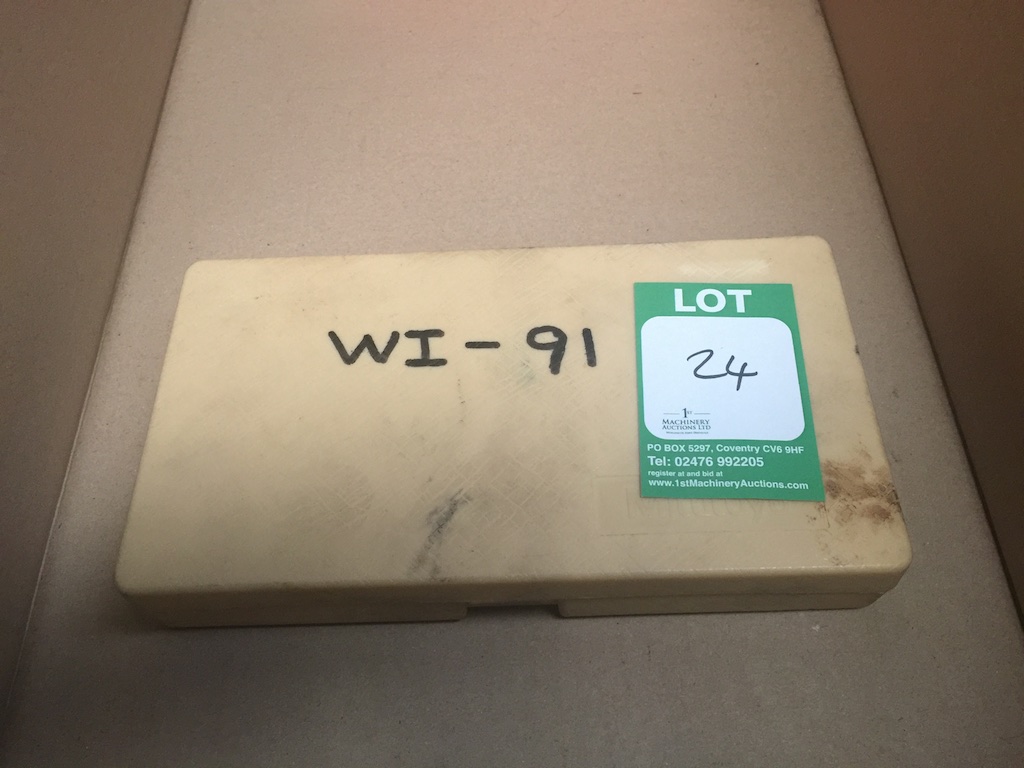 WI-91
LOT
24
1ST
MACHINERY
AUCTIONS LTD
PO BOX 5297, Coventry CV6 9HF
Tel: 02476 992205
register at and bid at
www.1stMachineryAuctions.com